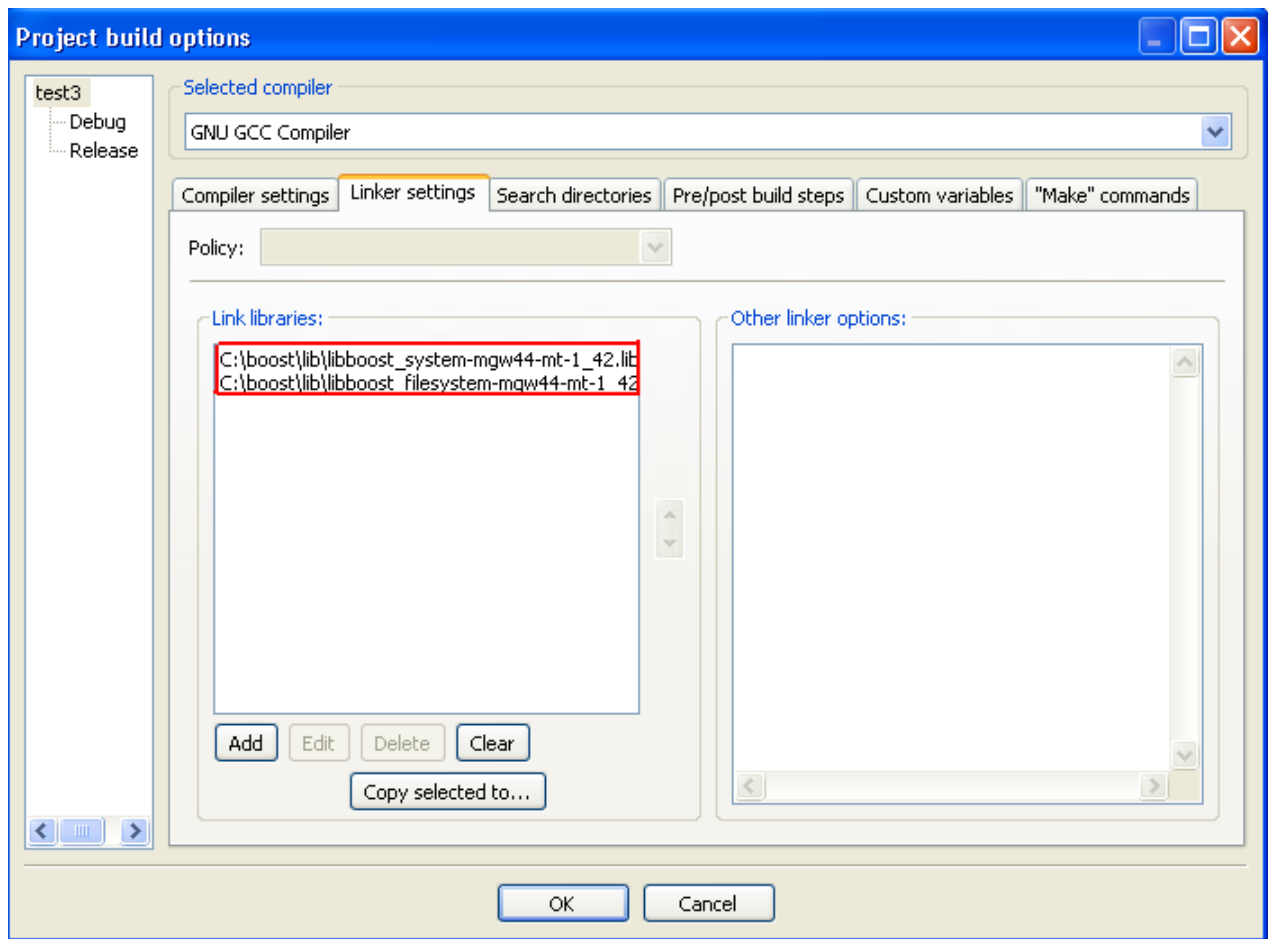 Project build options
test3
Debug
Release
Selected compiler
GNU GCC Compiler
Compiler settings Linker settings Search directories Pre/post build steps Custom variables "Make" commands
Policy:
Link libraries:
C:\boost\lib\libboost_system-mgw44-mt-1_42.lib
C:\boost\lib\libboost_filesystem-mgw44-mt-1_42
Other linker options:
Add Edit Delete Clear
Copy selected to...
OK Cancel